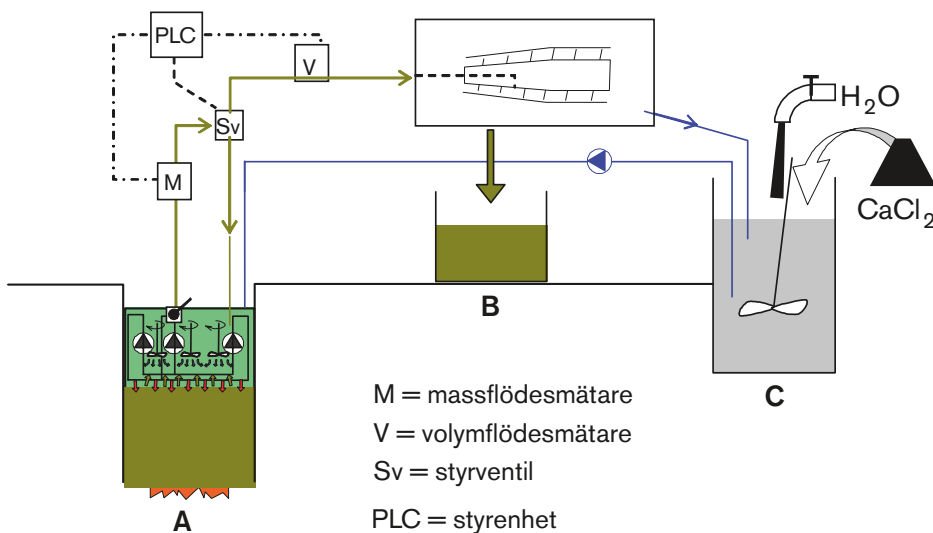 PLC
V
Sv
M
H₂O
CaCl₂
B
A
C
M = massflödesmätare
V = volymflödesmätare
Sv = styrventil
PLC = styrenhet